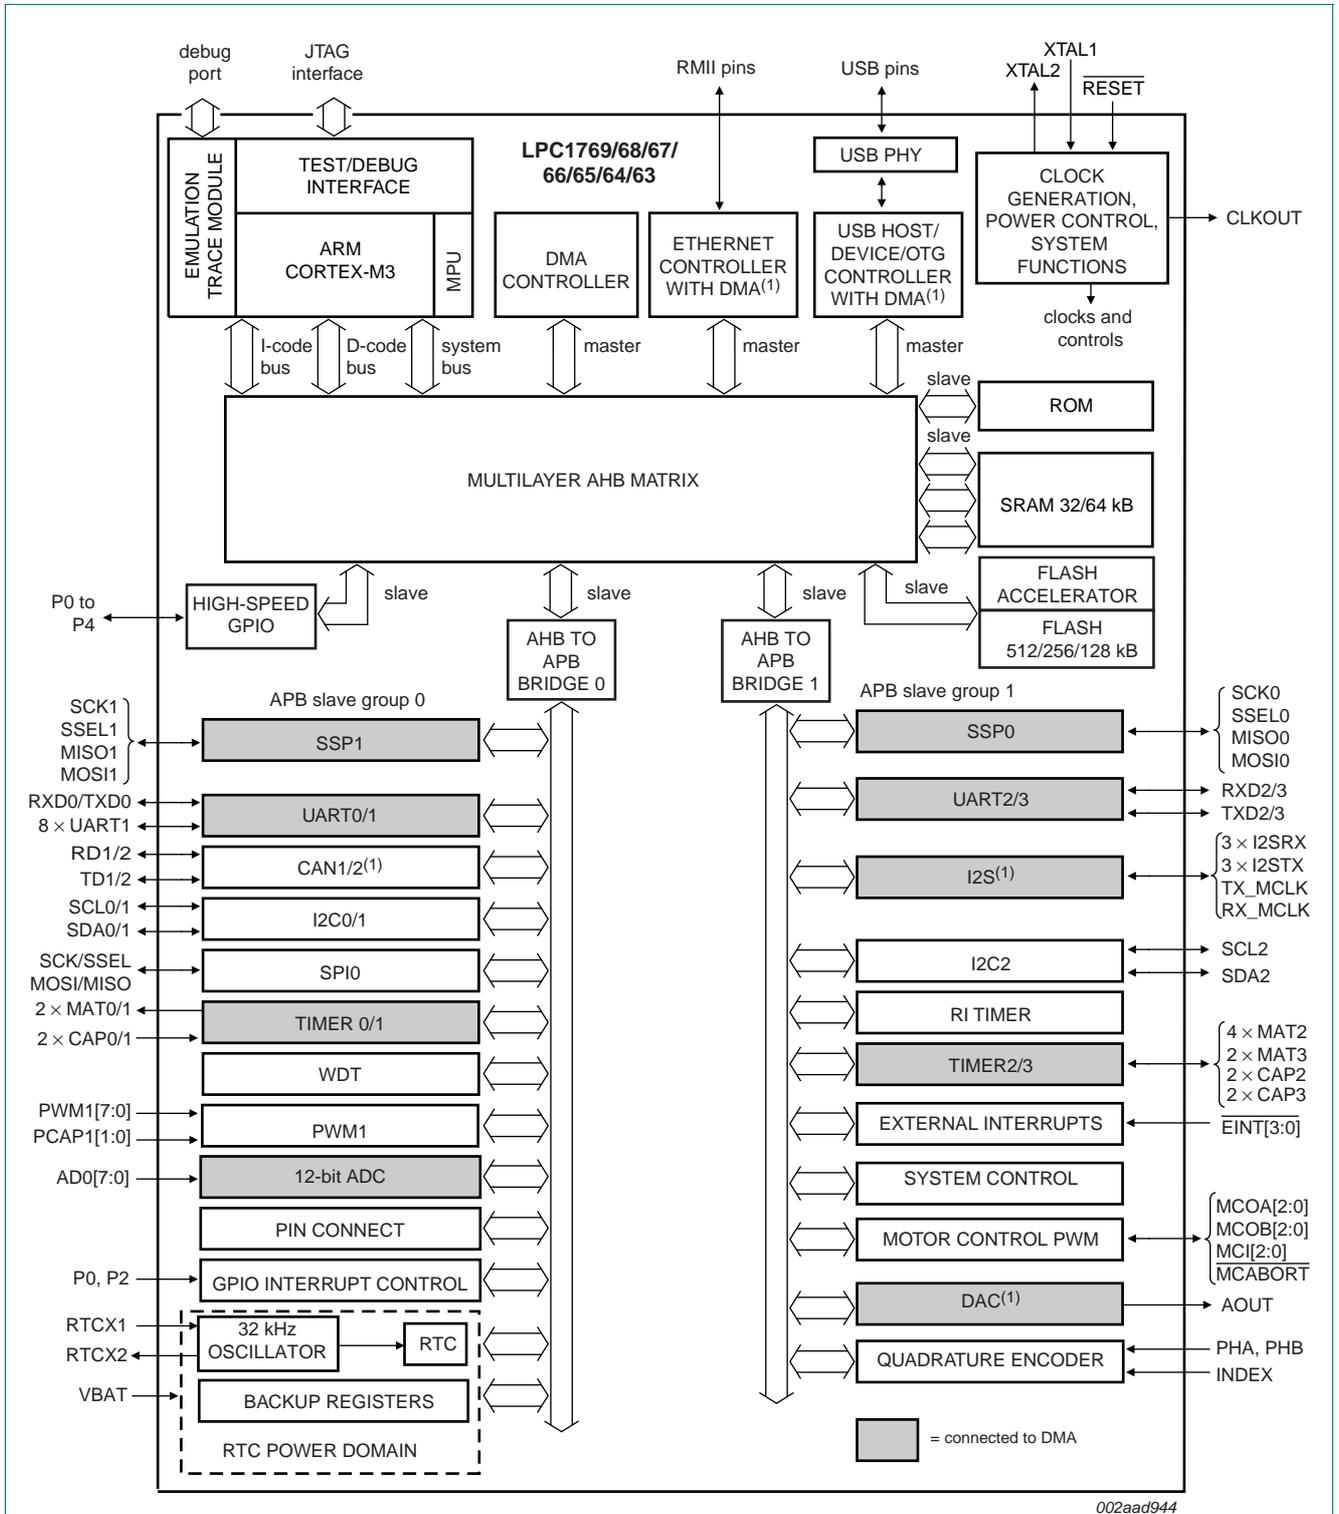 debug
port
JTAG
interface
RMII pins
USB pins
XTAL1
XTAL2
RESET
LPC1769/68/67/
66/65/64/63
EMULATION
TRACE MODULE
TEST/DEBUG
INTERFACE
ARM
CORTEX-M3
MPU
DMA
CONTROLLER
ETHERNET
CONTROLLER
WITH DMA(1)
USB PHY
USB HOST/
DEVICE/OTG
CONTROLLER
WITH DMA(1)
CLOCK
GENERATION,
POWER CONTROL,
SYSTEM
FUNCTIONS
CLKOUT
clocks and
controls
I-code
bus
D-code
bus
system
bus
master
master
master
slave
ROM
slave
MULTILAYER AHB MATRIX
SRAM 32/64 kB
P0 to
P4
HIGH-SPEED
GPIO
slave
slave
slave
slave
FLASH
ACCELERATOR
FLASH
512/256/128 kB
AHB TO
APB
BRIDGE 0
AHB TO
APB
BRIDGE 1
APB slave group 0
SCK1
SSEL1
MISO1
MOSI1
SSP1
RXD0/TXD0
8 × UART1
UART0/1
RD1/2
TD1/2
CAN1/2(1)
SCL0/1
SDA0/1
I2C0/1
SCK/SSEL
MOSI/MISO
SPI0
2 × MAT0/1
2 × CAP0/1
TIMER 0/1
WDT
PWM1[7:0]
PCAP1[1:0]
PWM1
AD0[7:0]
12-bit ADC
PIN CONNECT
P0, P2
GPIO INTERRUPT CONTROL
RTCX1
RTCX2
32 kHz
OSCILLATOR
RTC
VBAT
BACKUP REGISTERS
RTC POWER DOMAIN
APB slave group 1
SSP0
SCK0
SSEL0
MISO0
MOSI0
UART2/3
RXD2/3
TXD2/3
I2S(1)
3 × I2SRX
3 × I2STX
TX_MCLK
RX_MCLK
I2C2
SCL2
SDA2
RI TIMER
TIMER2/3
4 × MAT2
2 × MAT3
2 × CAP2
2 × CAP3
EXTERNAL INTERRUPTS
EINT[3:0]
SYSTEM CONTROL
MOTOR CONTROL PWM
MCOA[2:0]
MCOB[2:0]
MCI[2:0]
MCABORT
DAC(1)
AOUT
QUADRATURE ENCODER
PHA, PHB
INDEX
= connected to DMA
002aad944